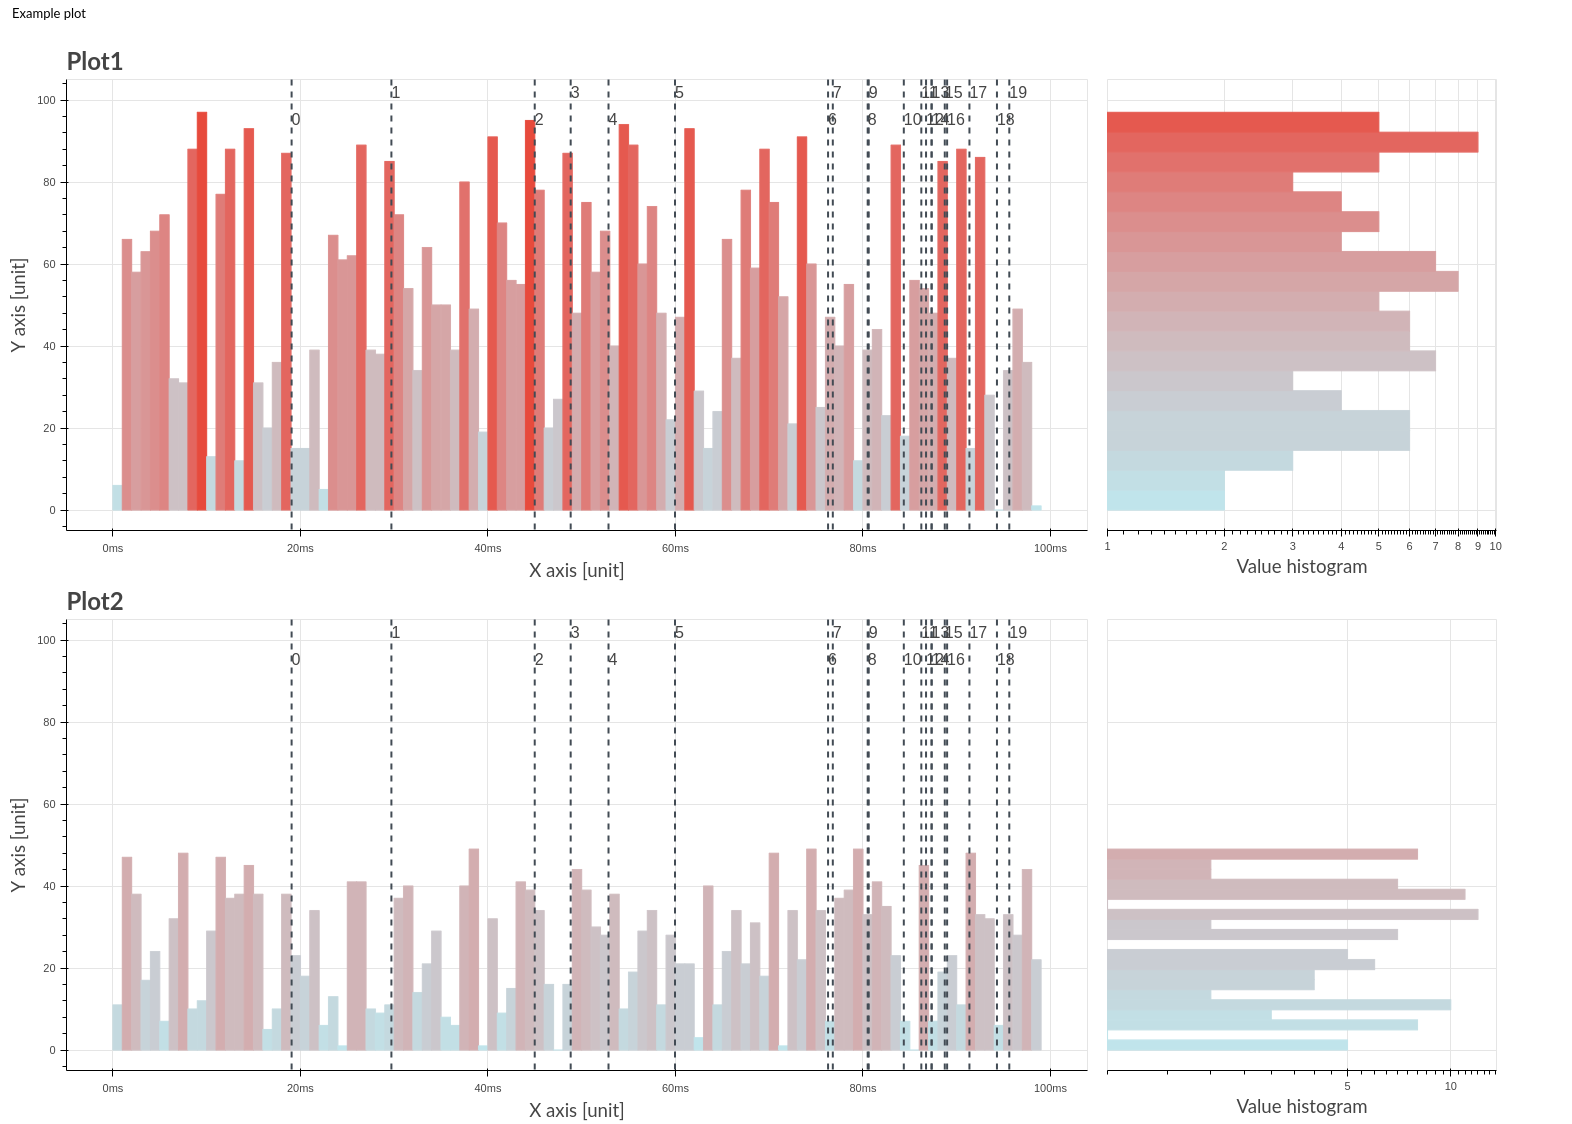 Example plot
Plot1
1 3 5 7 9 11 13 15 17 19
0 2 4 6 8 10 12 14 16 18
100
80
60
40
20
0
Y axis [unit]
0ms 20ms 40ms 60ms 80ms 100ms
X axis [unit]
1 2 3 4 5 6 7 8 9 10
Value histogram
Plot2
1 3 5 7 9 11 13 15 17 19
0 2 4 6 8 10 12 14 16 18
100
80
60
40
20
0
Y axis [unit]
0ms 20ms 40ms 60ms 80ms 100ms
X axis [unit]
5 10
Value histogram